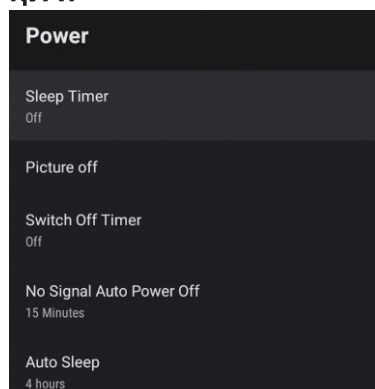 Power
Sleep Timer
Off
Picture off
Switch Off Timer
Off
No Signal Auto Power Off
15 Minutes
Auto Sleep
4 hours